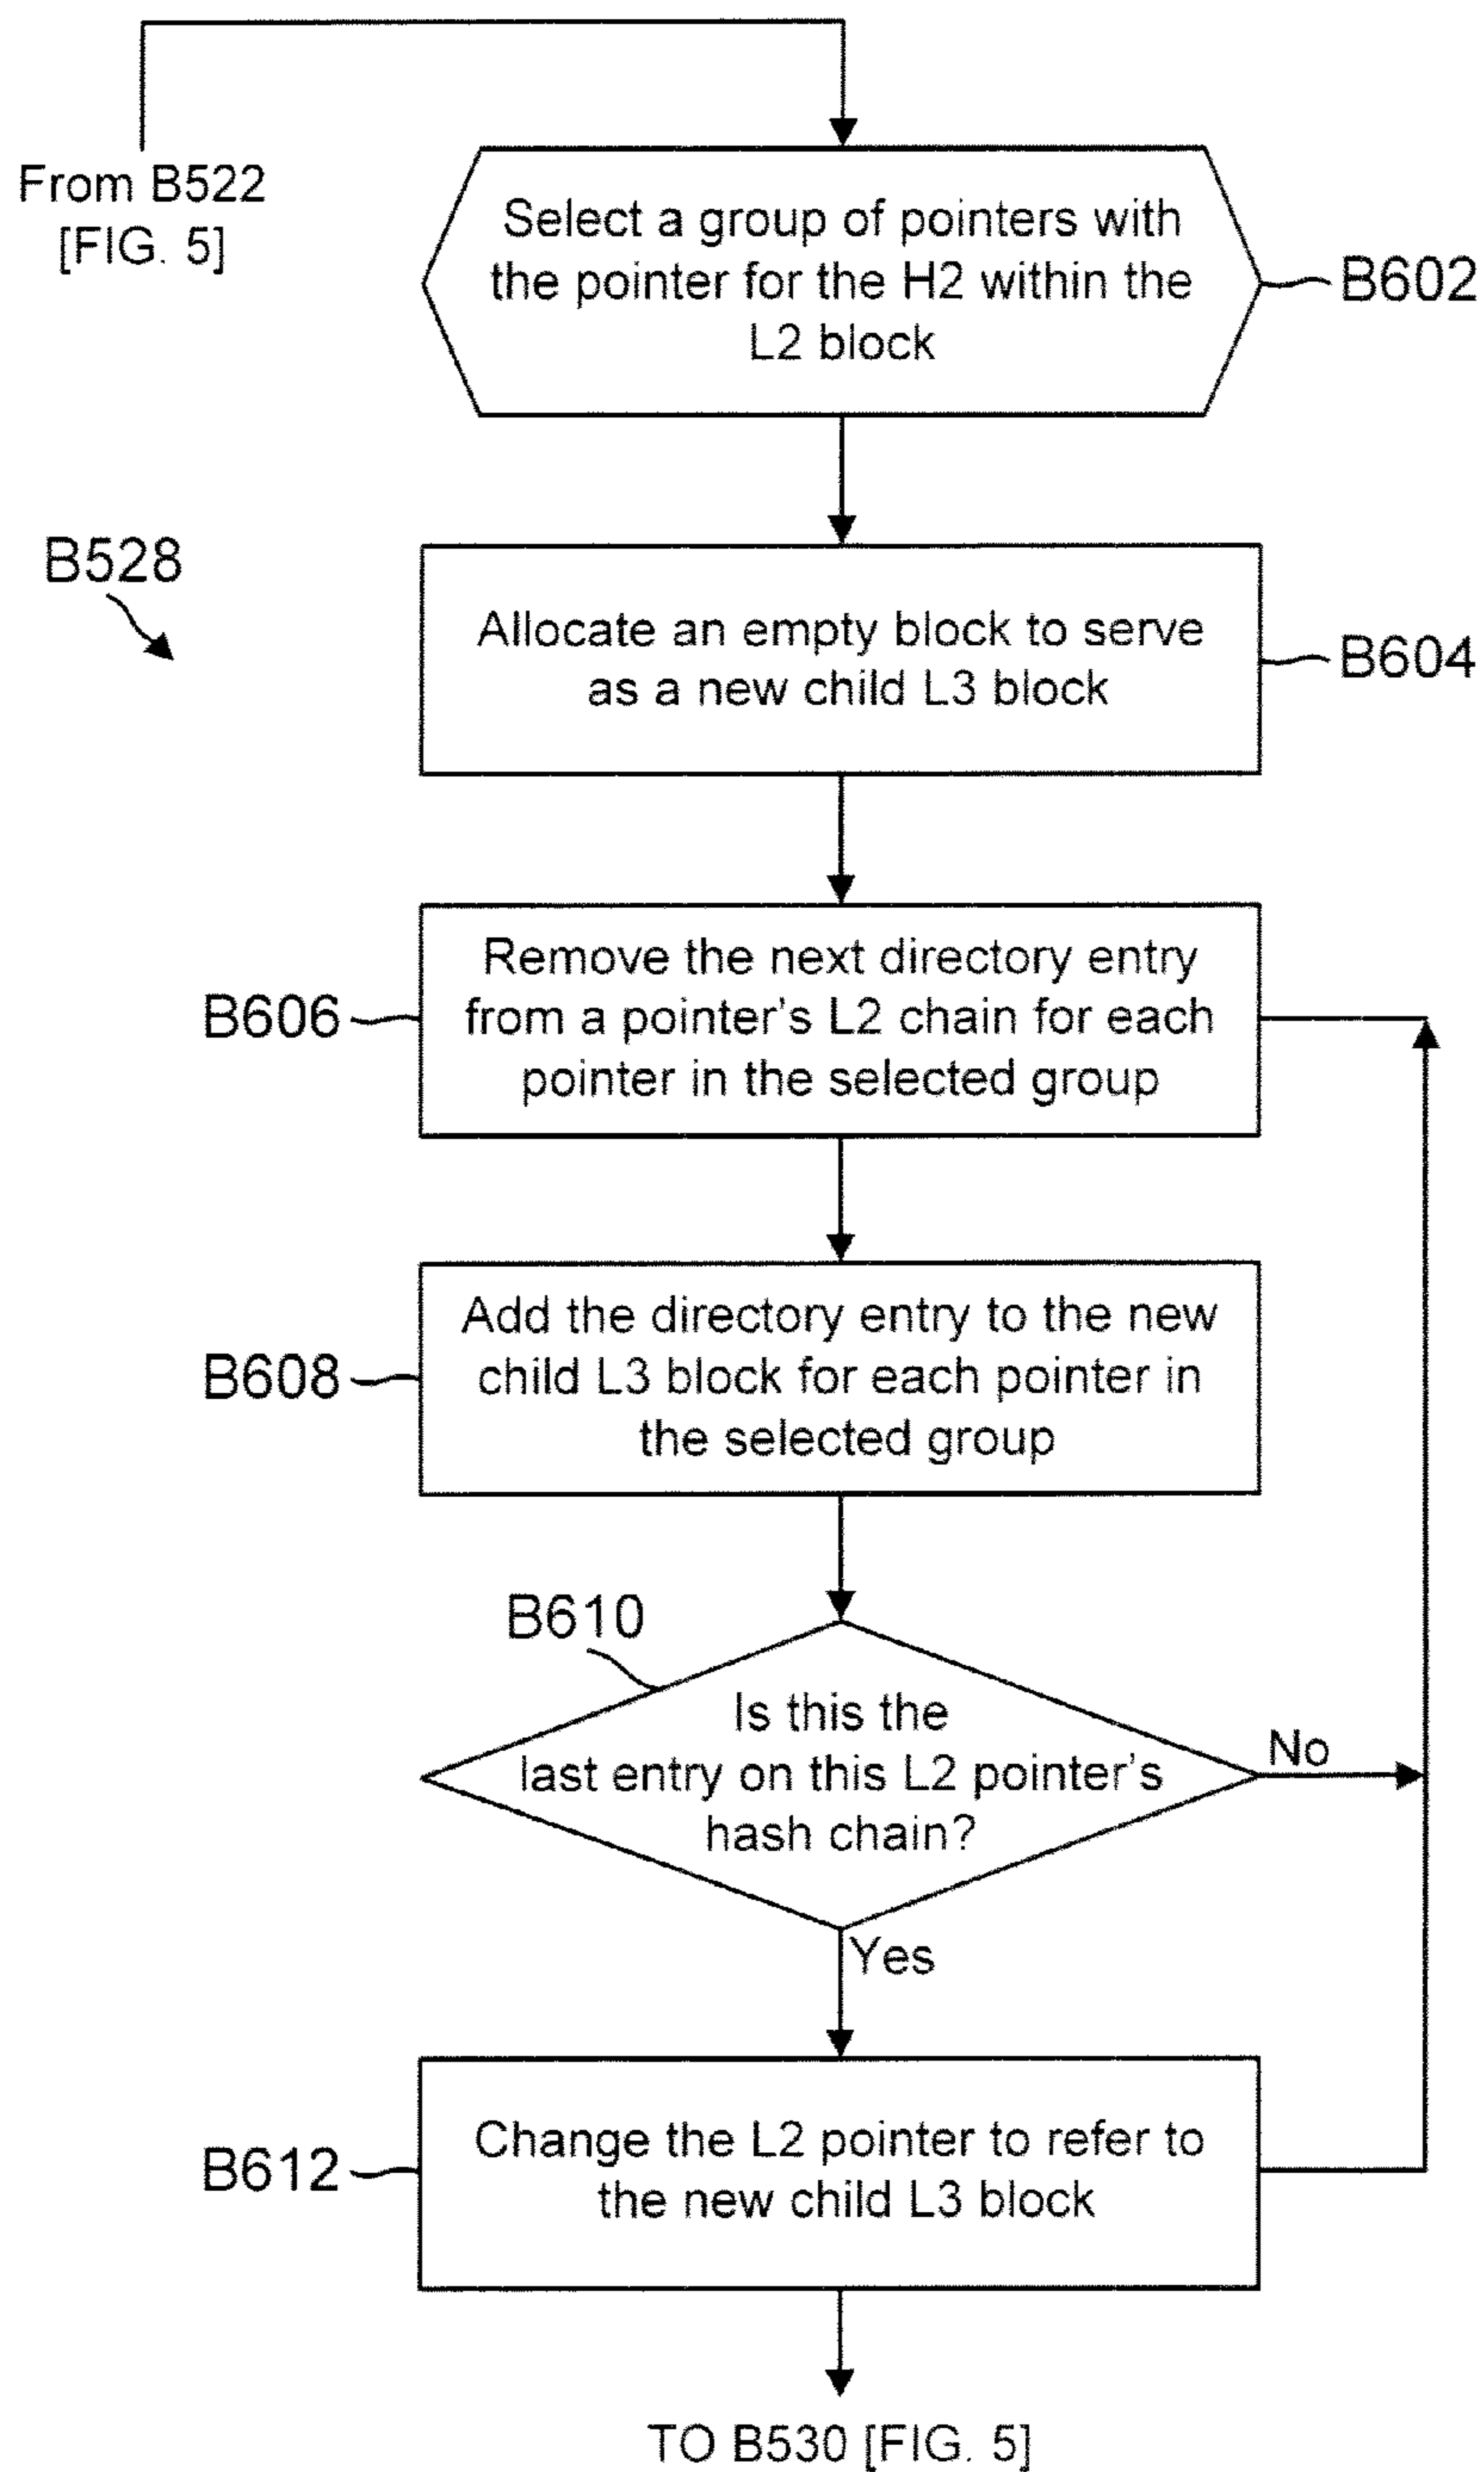 From B522
[FIG. 5]
Select a group of pointers with
the pointer for the H2 within the
L2 block
B602
B528
Allocate an empty block to serve
as a new child L3 block
B604
Remove the next directory entry
from a pointer's L2 chain for each
pointer in the selected group
B606
Add the directory entry to the new
child L3 block for each pointer in
the selected group
B608
B610
Is this the
last entry on this L2 pointer's
hash chain?
No
Yes
Change the L2 pointer to refer to
the new child L3 block
B612
TO B530 [FIG. 5]